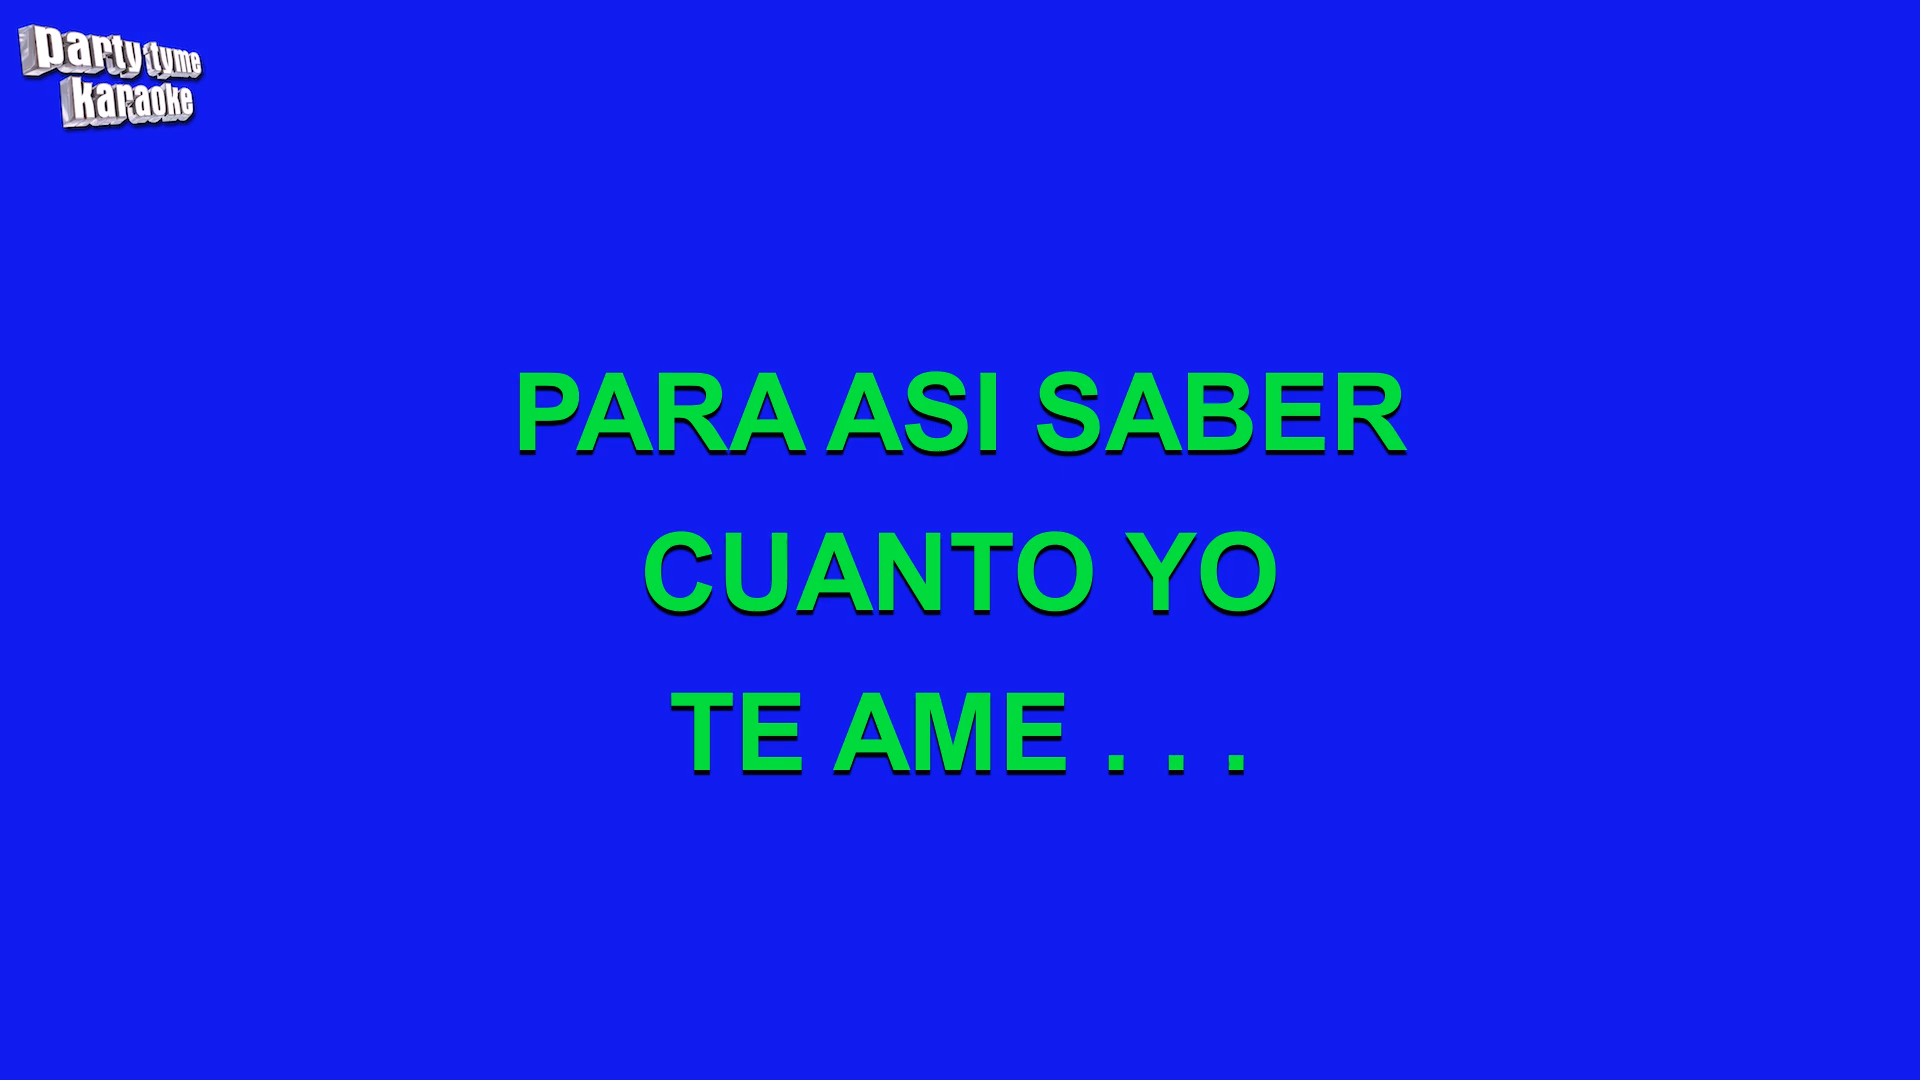 party tyme
karaoke
PARA ASI SABER
CUANTO YO
TE AME . . .